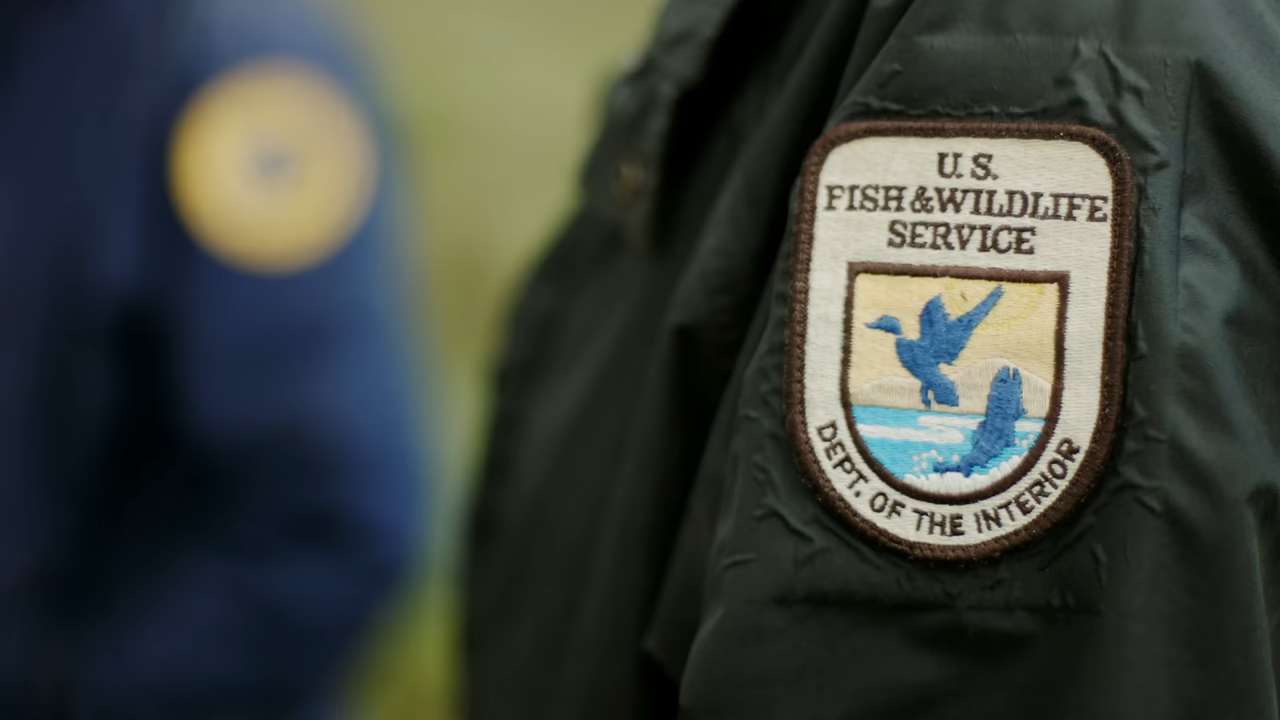 U.S.
FISH & WILDLIFE
SERVICE
DEPT. OF THE INTERIOR